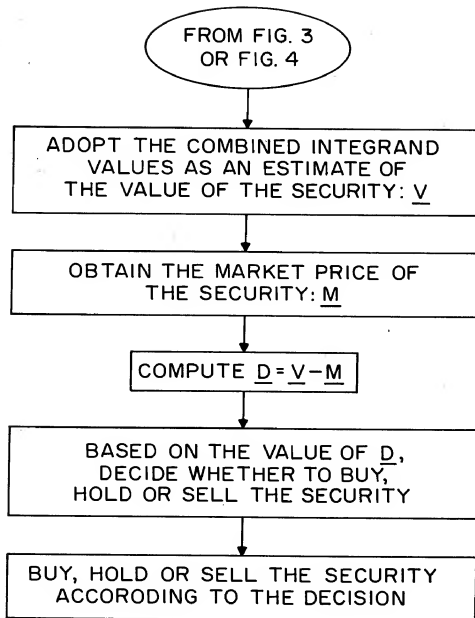 FROM FIG. 3
OR FIG. 4
ADOPT THE COMBINED INTEGRAND
VALUES AS AN ESTIMATE OF
THE VALUE OF THE SECURITY: V
OBTAIN THE MARKET PRICE OF
THE SECURITY: M
COMPUTE D=V-M
BASED ON THE VALUE OF D,
DECIDE WHETHER TO BUY,
HOLD OR SELL THE SECURITY
BUY, HOLD OR SELL THE SECURITY
ACCORODING TO THE DECISION